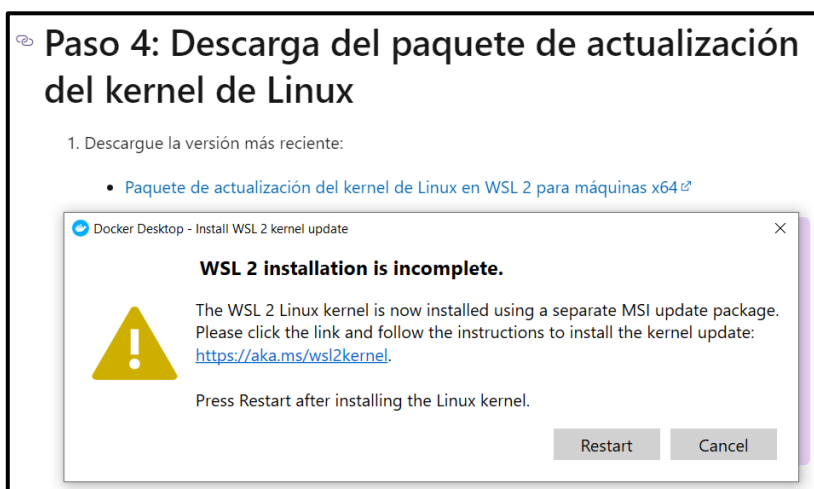 Paso 4: Descarga del paquete de actualización
del kernel de Linux
1. Descargue la versión más reciente:
• Paquete de actualización del kernel de Linux en WSL 2 para máquinas x64
Docker Desktop - Install WSL 2 kernel update
WSL 2 installation is incomplete.
The WSL 2 Linux kernel is now installed using a separate MSI update package.
Please click the link and follow the instructions to install the kernel update:
https://aka.ms/wsl2kernel.
Press Restart after installing the Linux kernel.
Restart Cancel